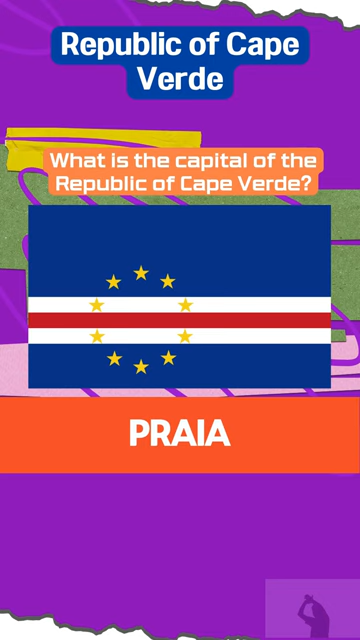 Republic of Cape
Verde
What is the capital of the
Republic of Cape Verde?
PRAIA